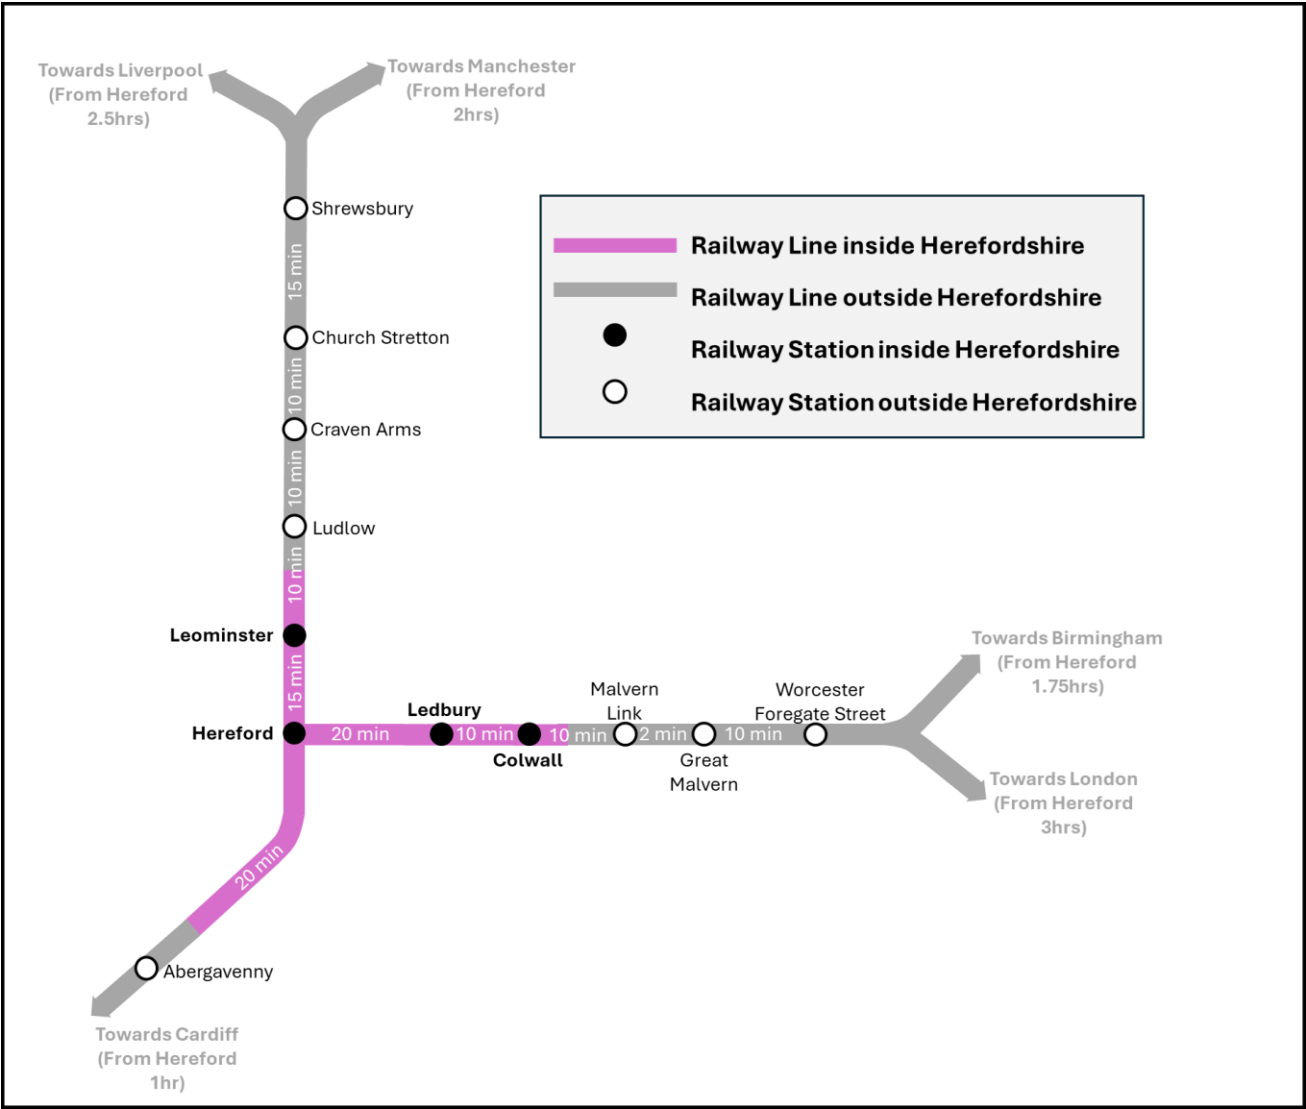 Towards Liverpool
(From Hereford
2.5hrs)
Towards Manchester
(From Hereford
2hrs)
Shrewsbury
15 min
Church Stretton
10 min
Craven Arms
10 min
Ludlow
10 min
Leominster
15 min
Hereford
Railway Line inside Herefordshire
Railway Line outside Herefordshire
Railway Station inside Herefordshire
Railway Station outside Herefordshire
20 min
Ledbury
10 min
Colwall
10 min
Malvern
Link
2 min
Great
Malvern
10 min
Worcester
Foregate Street
Towards Birmingham
(From Hereford
1.75hrs)
Towards London
(From Hereford
3hrs)
20 min
Abergavenny
Towards Cardiff
(From Hereford
1hr)